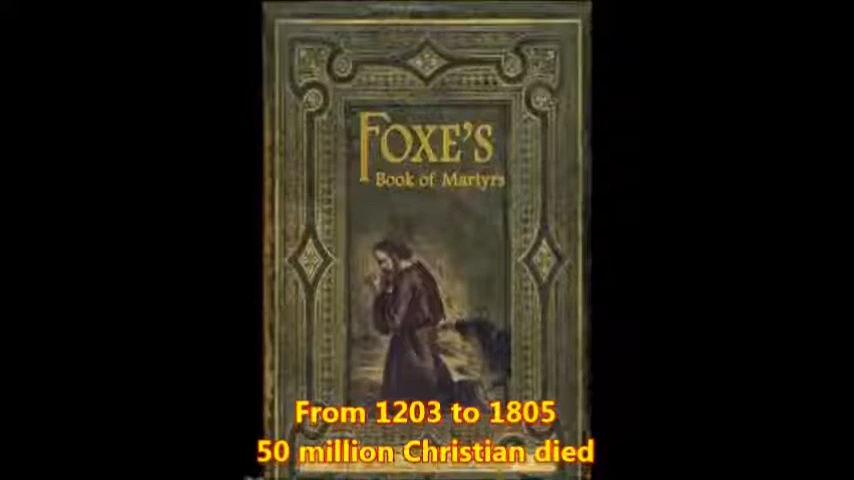 FOXE'S
Book of Martyrs
From 1203 to 1805
50 million Christian died